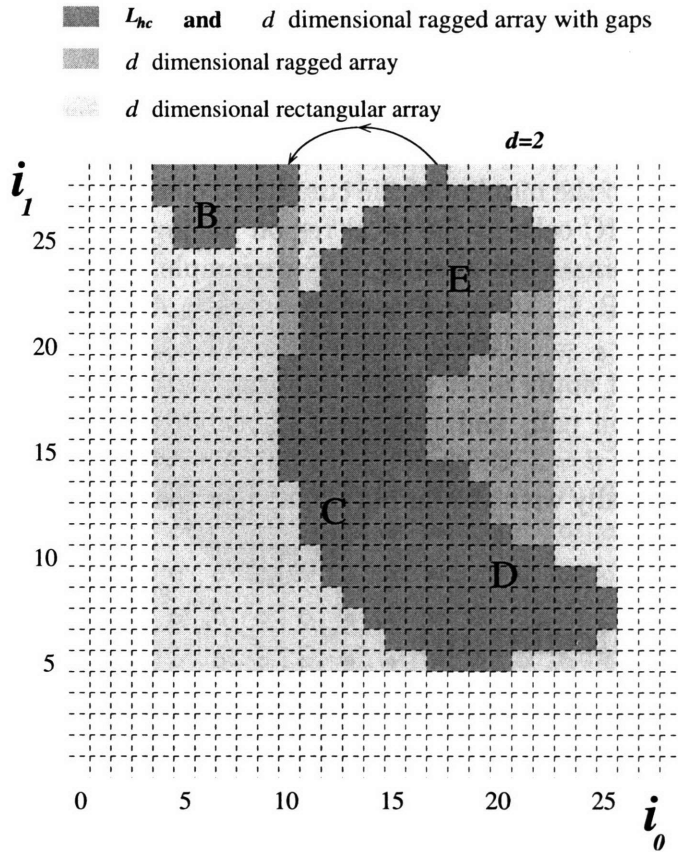 L_hc and d dimensional ragged array with gaps
d dimensional ragged array
d dimensional rectangular array
d=2
i_1
B
25
E
20
15
C
10
D
5
0 5 10 15 20 25
i_0